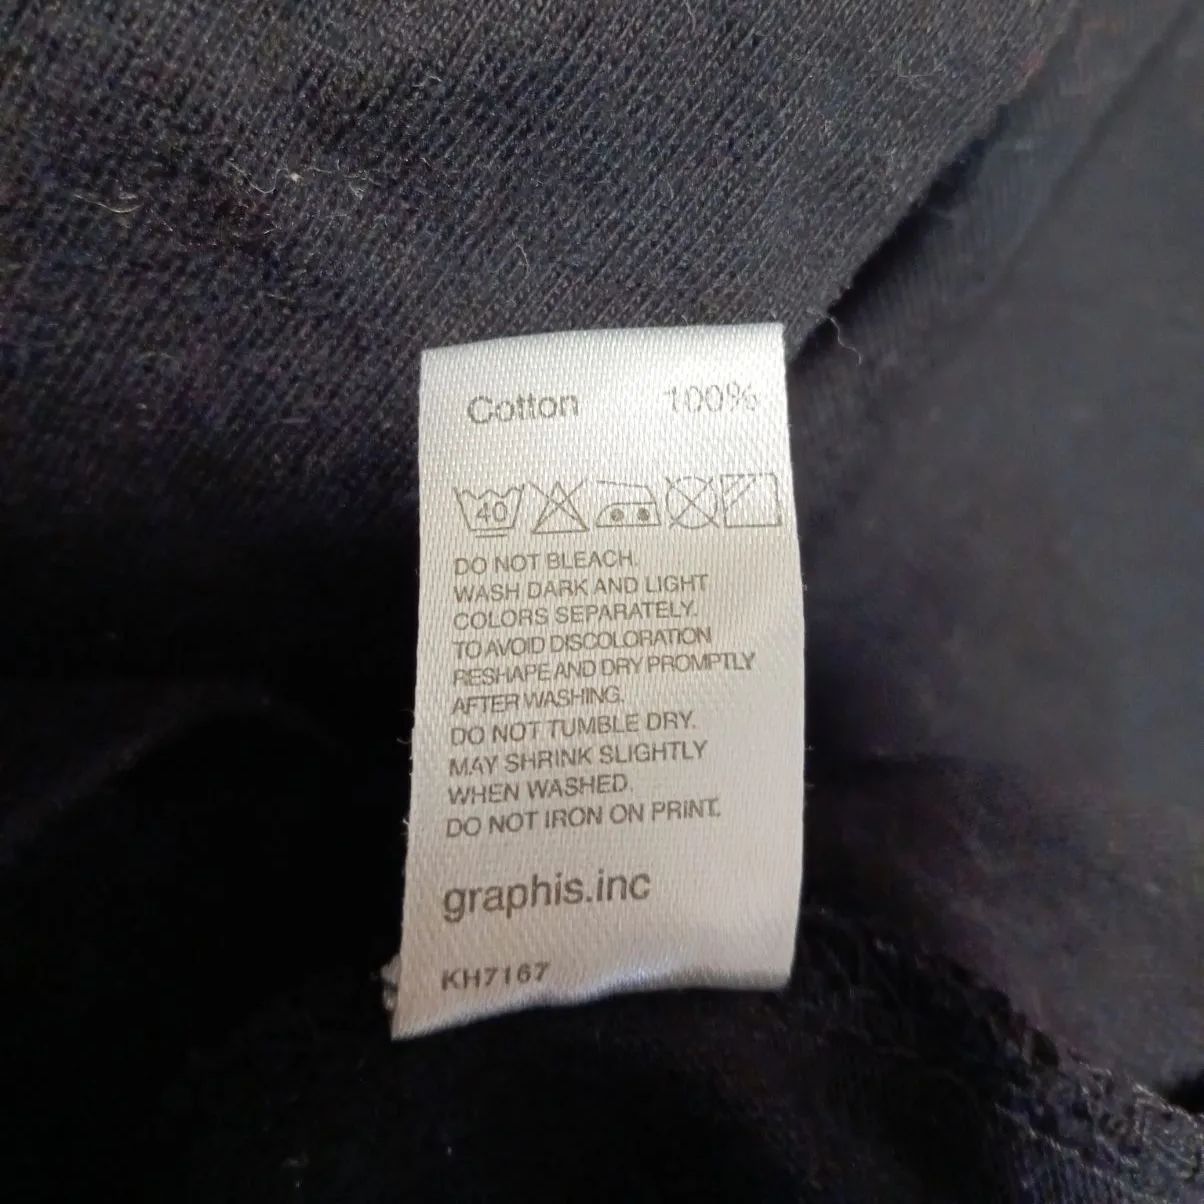 Cotton 100%
40
DO NOT BLEACH.
WASH DARK AND LIGHT
COLORS SEPARATELY.
TO AVOID DISCOLORATION
RESHAPE AND DRY PROMPTLY
AFTER WASHING.
DO NOT TUMBLE DRY.
MAY SHRINK SLIGHTLY
WHEN WASHED.
DO NOT IRON ON PRINT.
graphis.inc
KH7167